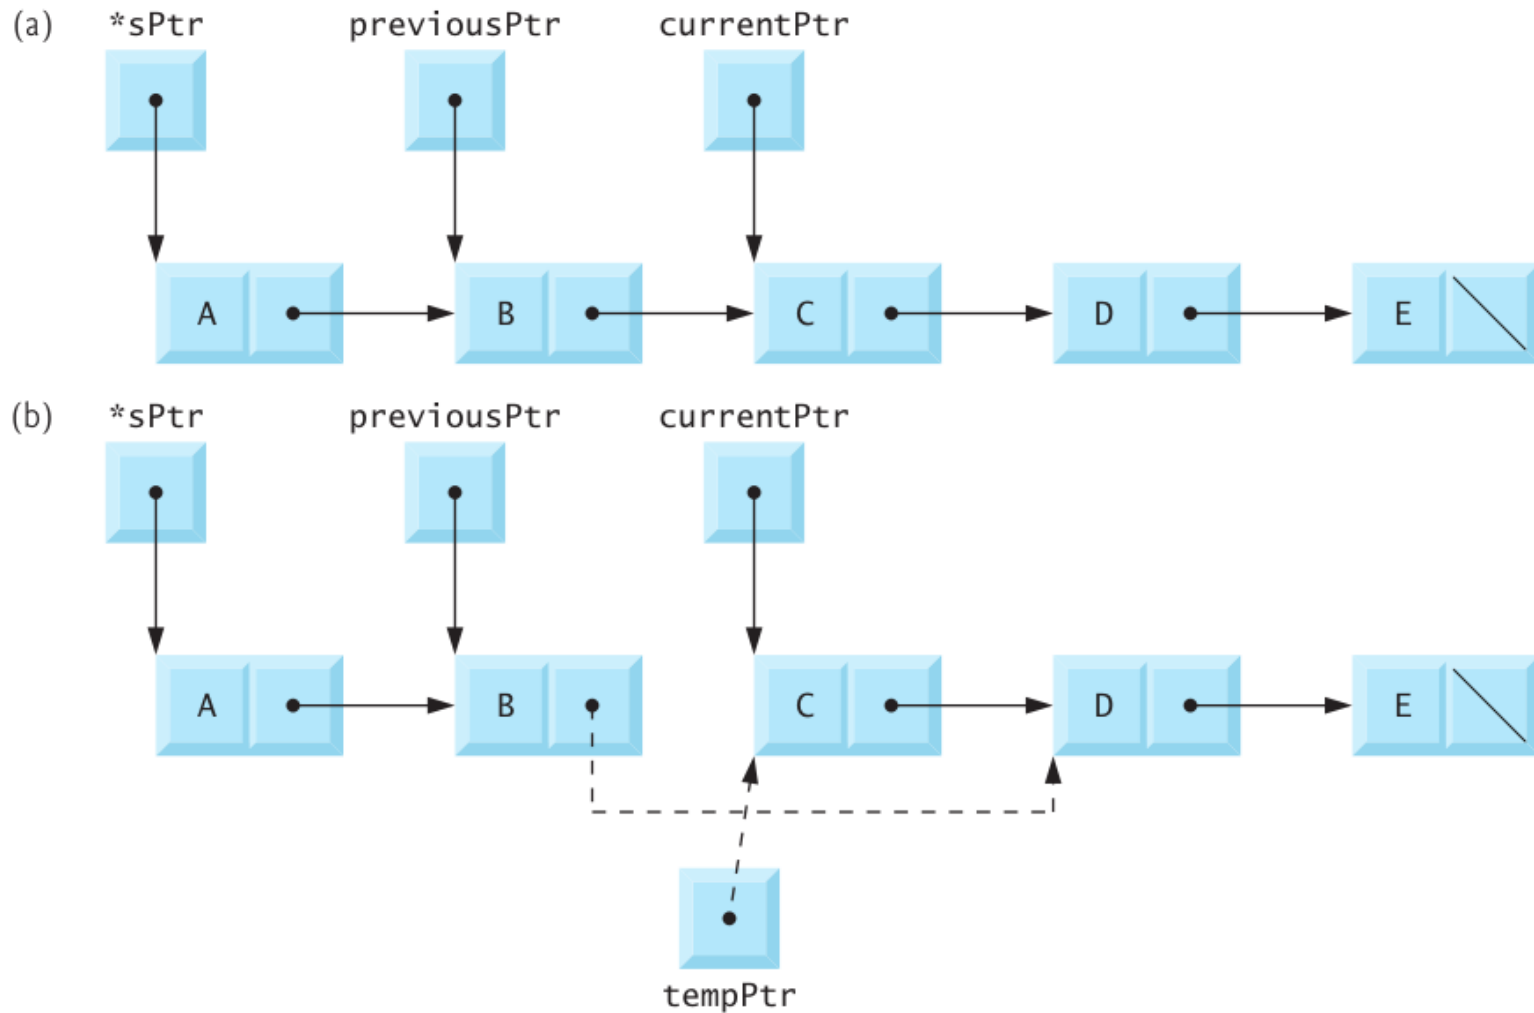 (a) *sPtr previousPtr currentPtr
A B C D E
(b) *sPtr previousPtr currentPtr
A B C D E
tempPtr